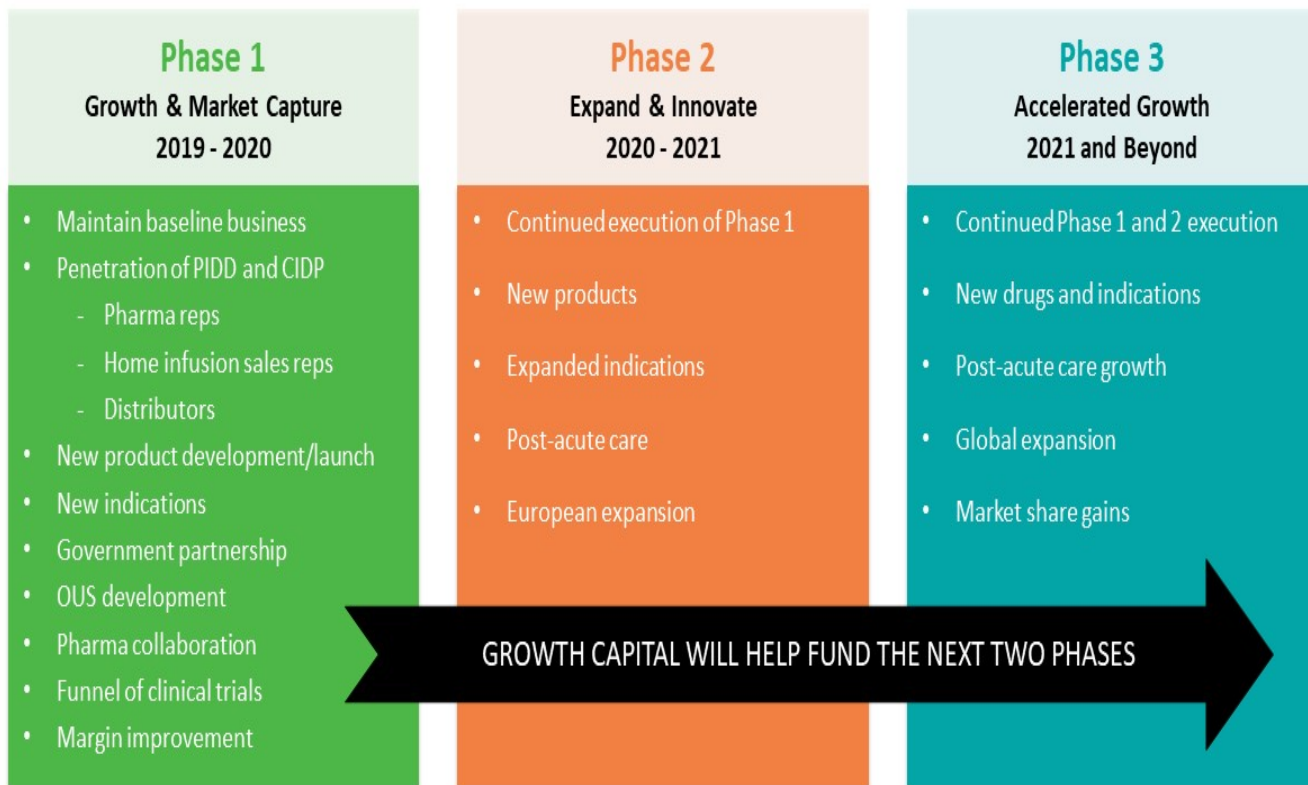 Phase 1
Growth & Market Capture
2019 - 2020
• Maintain baseline business
• Penetration of PIDD and CIDP
- Pharma reps
- Home infusion sales reps
- Distributors
• New product development/launch
• New indications
• Government partnership
• OUS development
• Pharma collaboration
• Funnel of clinical trials
• Margin improvement
Phase 2
Expand & Innovate
2020 - 2021
• Continued execution of Phase 1
• New products
• Expanded indications
• Post-acute care
• European expansion
Phase 3
Accelerated Growth
2021 and Beyond
• Continued Phase 1 and 2 execution
• New drugs and indications
• Post-acute care growth
• Global expansion
• Market share gains
GROWTH CAPITAL WILL HELP FUND THE NEXT TWO PHASES